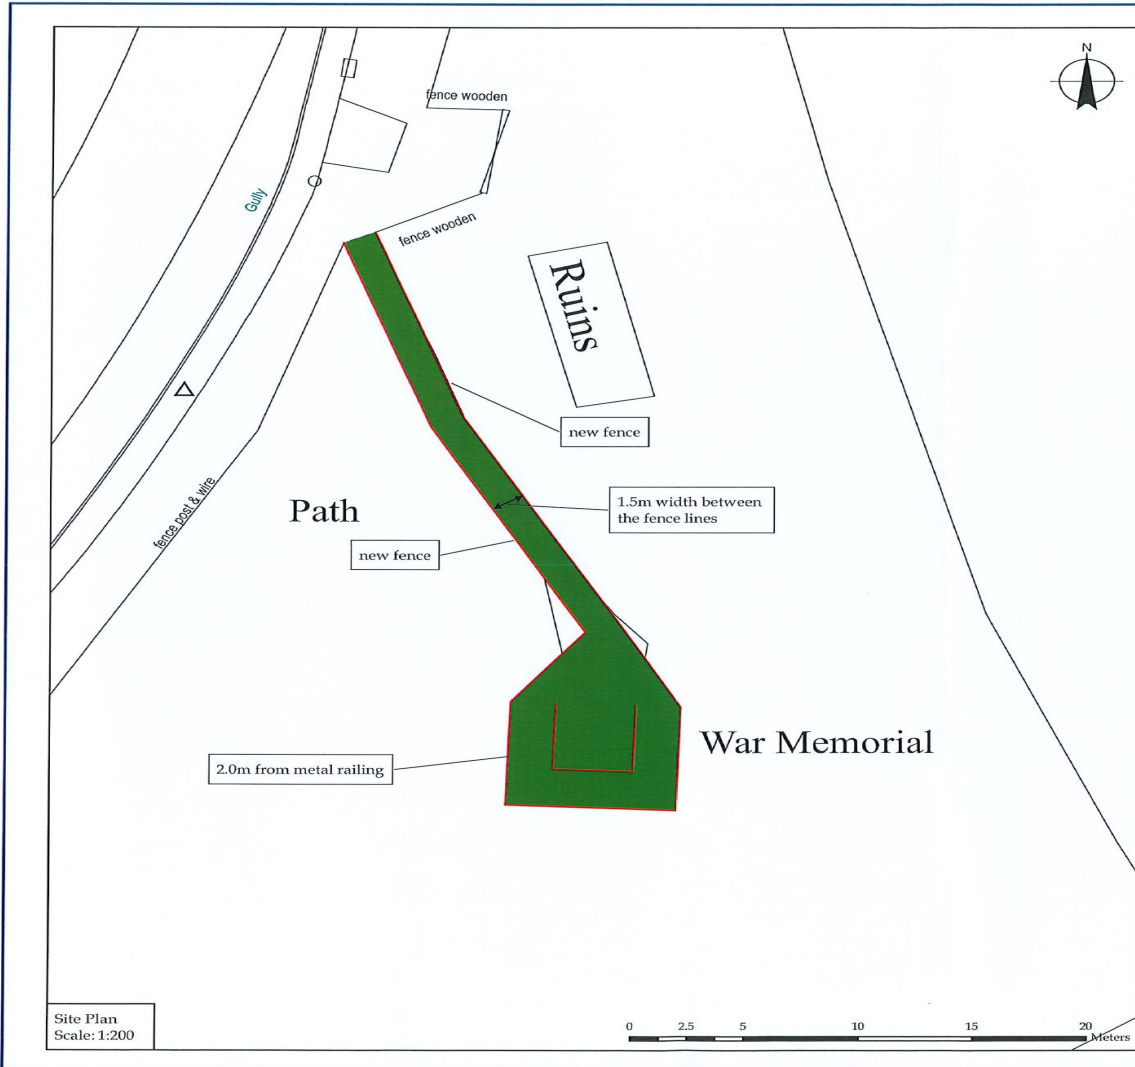 N
fence wooden
Gully
fence wooden
Ruins
new fence
fence post & wire
Path
1.5m width between
the fence lines
new fence
War Memorial
2.0m from metal railing
Site Plan
Scale: 1:200
0 2.5 5 10 15 20
Meters